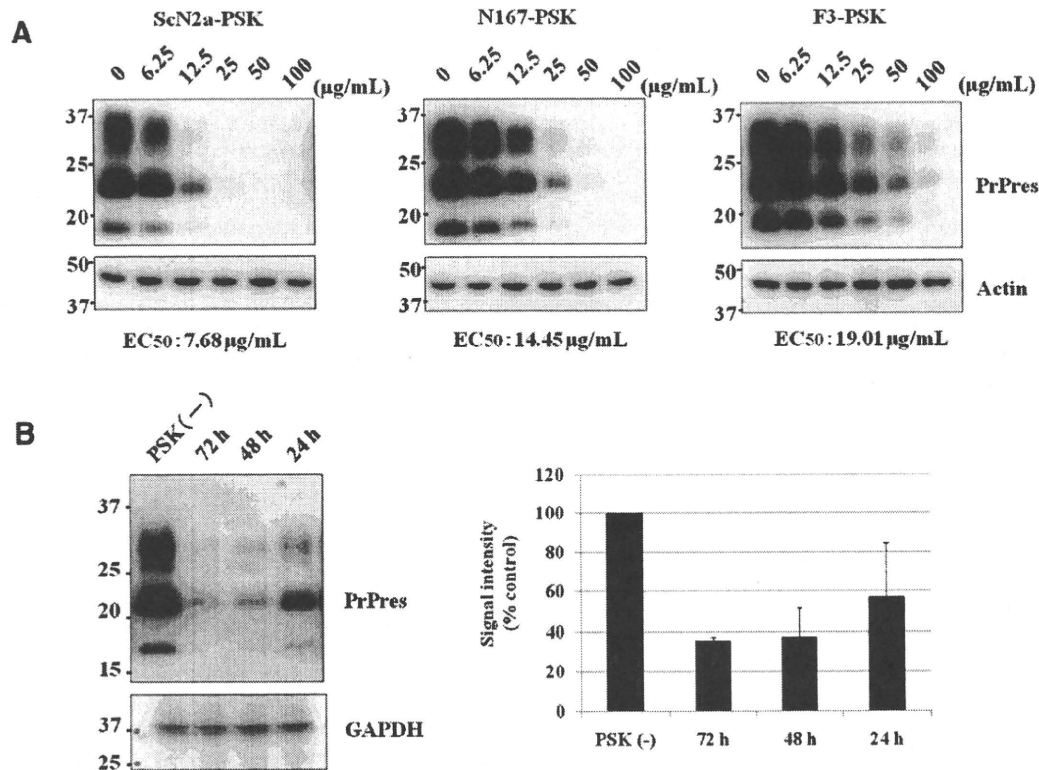 A
ScN2a-PSK
N167-PSK
F3-PSK
0 6.25 12.5 25 50 100 (µg/mL)
0 6.25 12.5 25 50 100 (µg/mL)
0 6.25 12.5 25 50 100 (µg/mL)
37
25
20
37
25
20
37
25
20
PrPres
50
37
50
37
50
37
Actin
EC50 : 7.68 µg/mL
EC50 : 14.45 µg/mL
EC50 : 19.01 µg/mL
B
PSK(−) 72 h 48 h 24 h
37
25
20
15
PrPres
37
25
GAPDH
Signal intensity
(% control)
120
100
80
60
40
20
0
PSK (-) 72 h 48 h 24 h